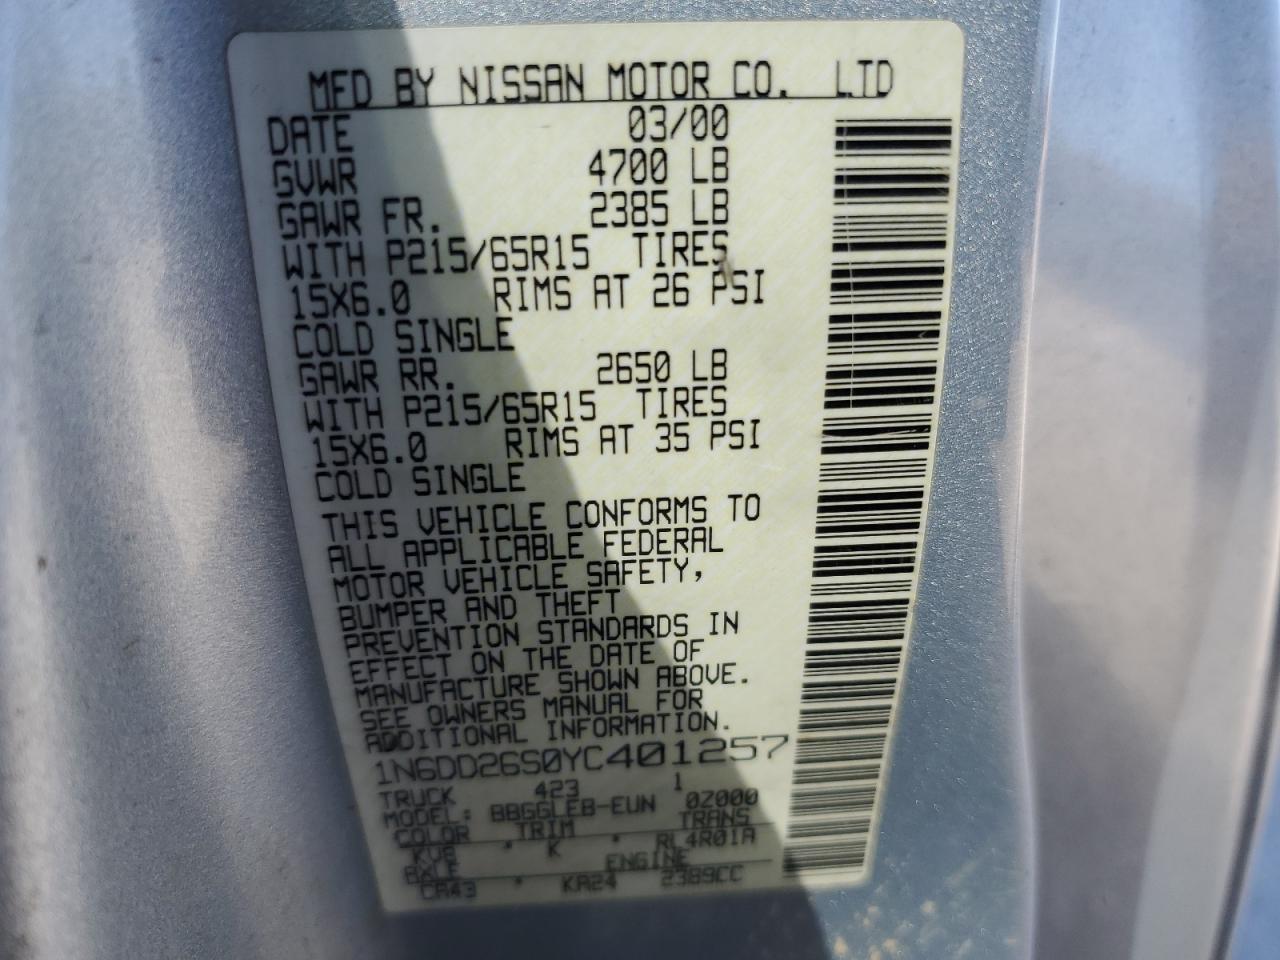 MFD BY NISSAN MOTOR CO. LTD
DATE 03/00
GVWR 4700 LB
GAWR FR. 2385 LB
WITH P215/65R15 TIRES
15X6.0 RIMS AT 26 PSI
COLD SINGLE
GAWR RR. 2650 LB
WITH P215/65R15 TIRES
15X6.0 RIMS AT 35 PSI
COLD SINGLE
THIS VEHICLE CONFORMS TO
ALL APPLICABLE FEDERAL
MOTOR VEHICLE SAFETY,
BUMPER AND THEFT
PREVENTION STANDARDS IN
EFFECT ON THE DATE OF
MANUFACTURE SHOWN ABOVE.
SEE OWNERS MANUAL FOR
ADDITIONAL INFORMATION.
1N6DD26S0YC401257
TRUCK 423 1
MODEL: BBGGLEB-EUN 0Z000
COLOR TRIM TRANS
* K * RL4R01A
AXLE ENGINE
CA43 * KA24 2389CC